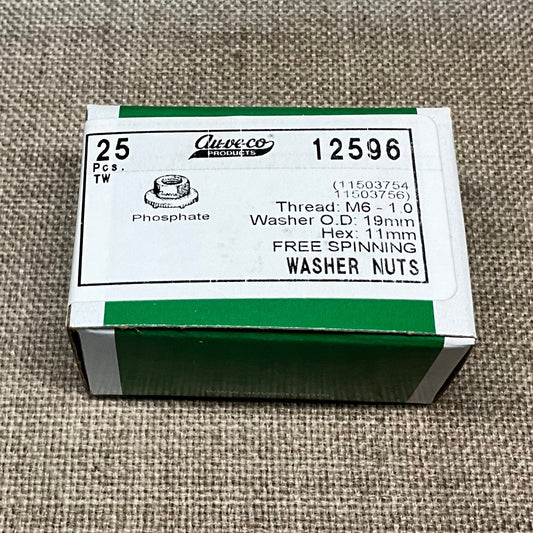 25 au-ve-co 12596
Pcs. PRODUCTS
TW
Phosphate
(11503754
11503756)
Thread: M6 - 1.0
Washer O.D: 19mm
Hex: 11mm
FREE SPINNING
WASHER NUTS